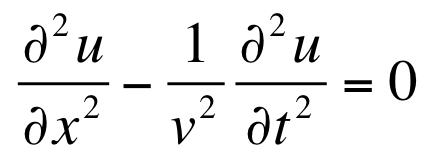 ∂²u/∂x² − 1/v² ∂²u/∂t² = 0